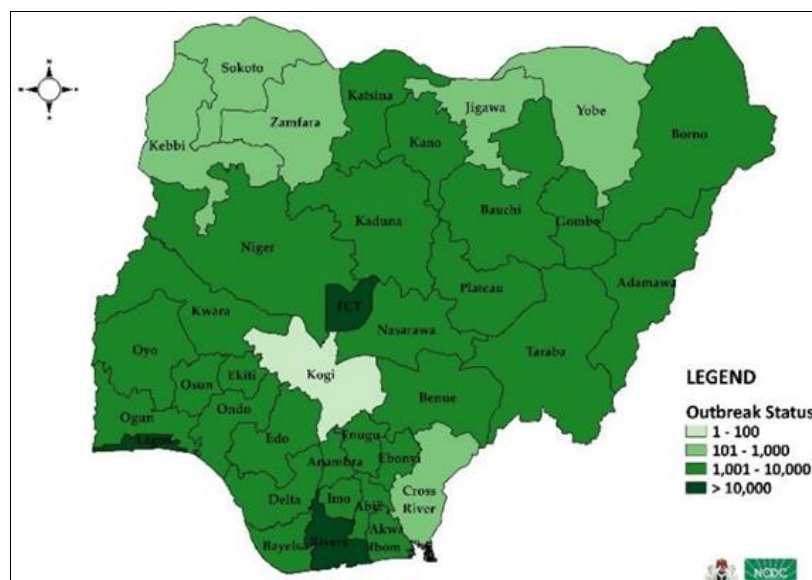 Sokoto
Katsina
Jigawa
Yobe
Zamfara
Borno
Kebbi
Kano
Kaduna
Bauchi
Gombo
Niger
Adamawa
FCT
Plateau
Kwara
Nasarawa
Oyo
Taraba
Kogi
Osun
Ekiti
Benue
Ogun
Ondo
Lagos
Edo
Enugu
Anambra
Ebonyi
Cross
River
Delta
Imo
Abia
Akwa
Ibom
Rivers
Bayelsa
LEGEND
Outbreak Status
1 - 100
101 - 1,000
1,001 - 10,000
> 10,000
NCDC